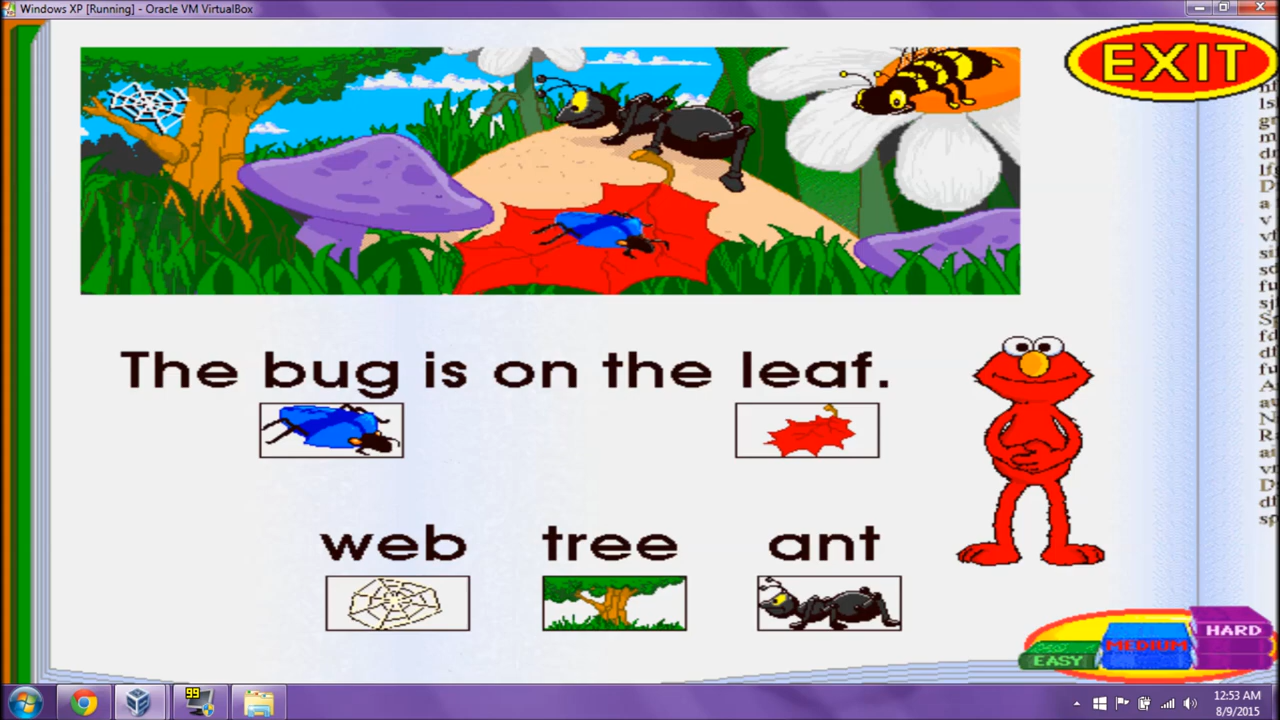 Windows XP [Running] - Oracle VM VirtualBox
EXIT
The bug is on the leaf.
web tree ant
EASY
MEDIUM
HARD
99
12:53 AM
8/9/2015